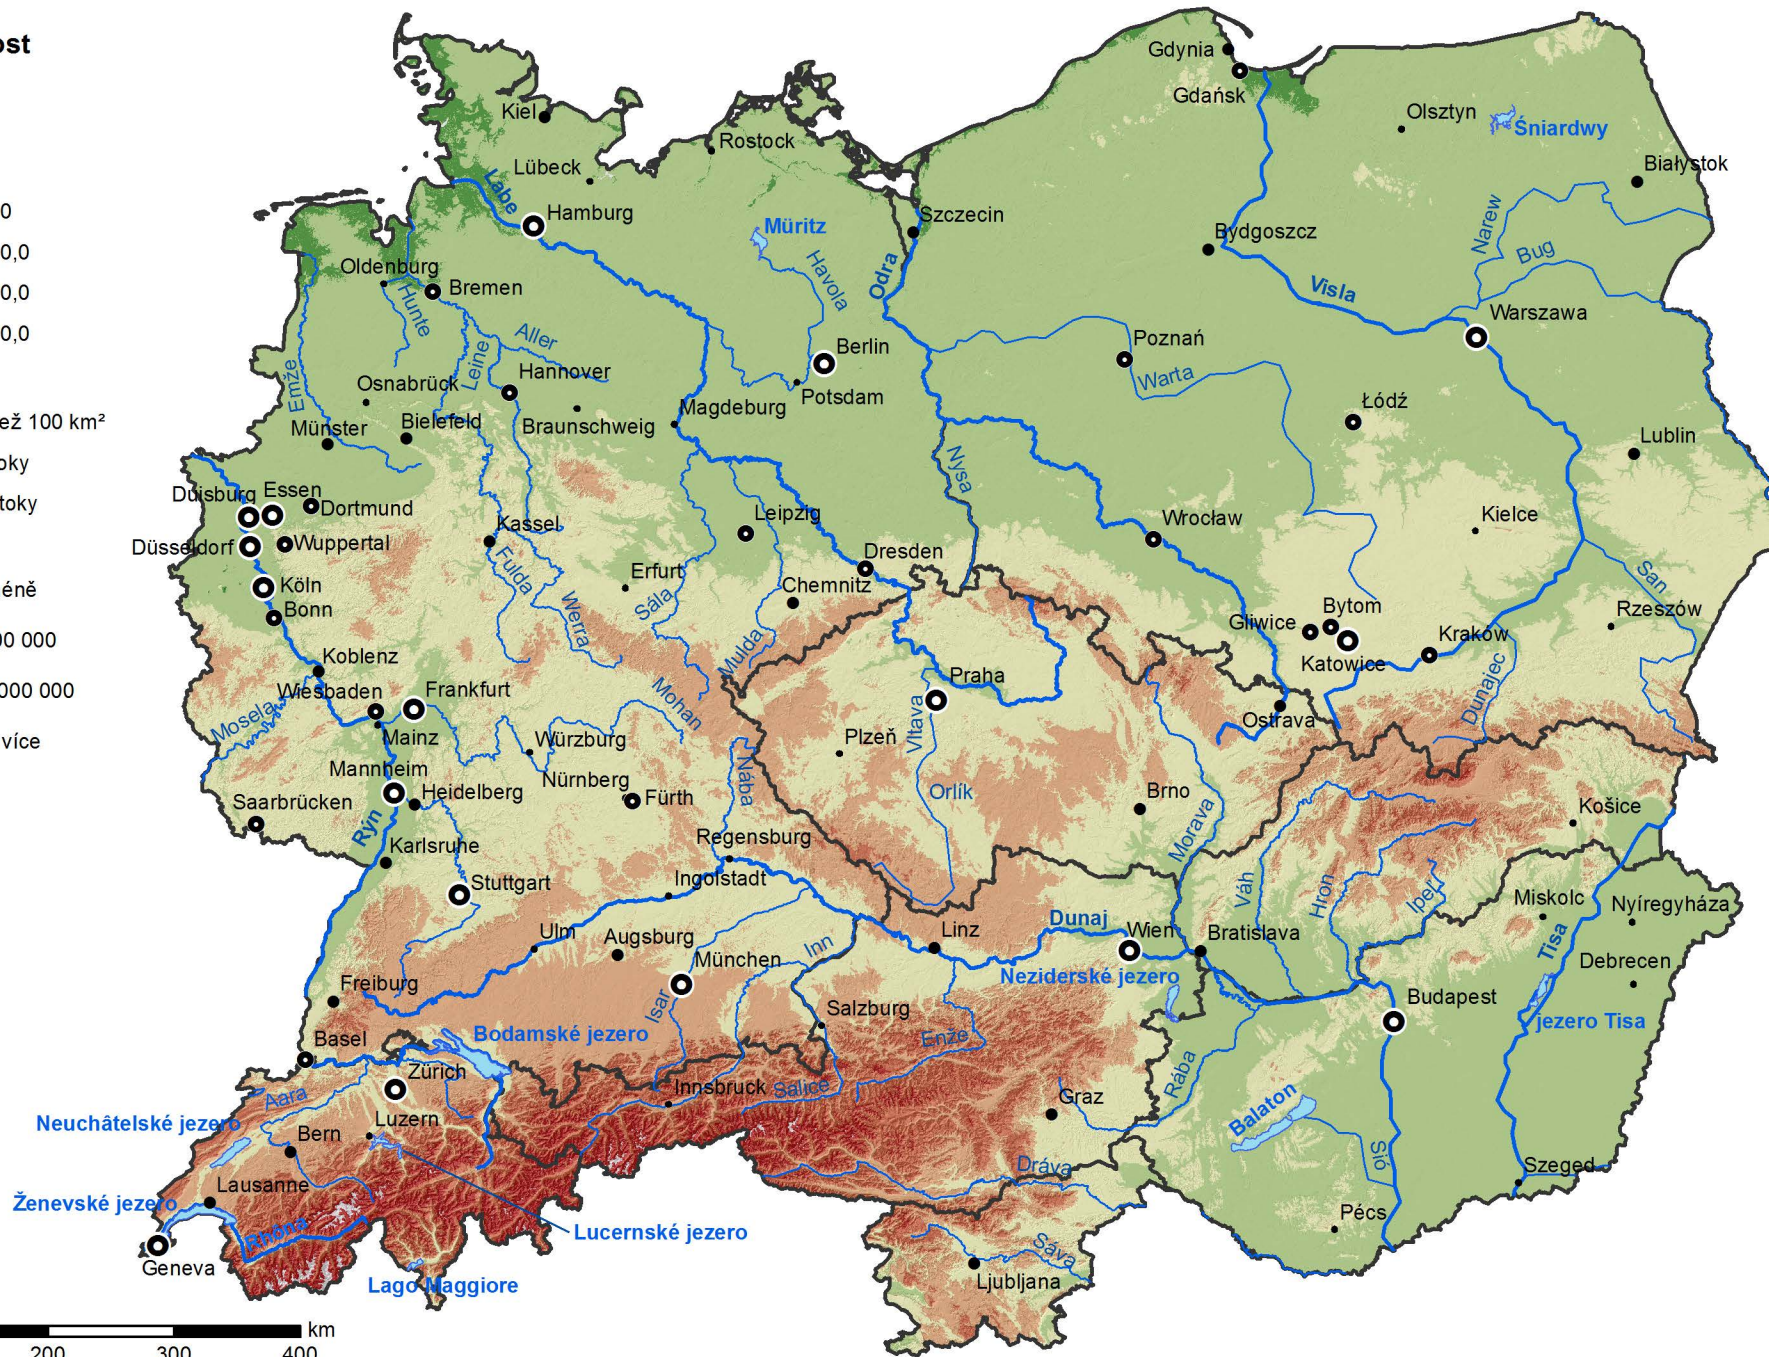 ost
0
0,0
0,0
0,0
ež 100 km²
oky
toky
éně
00 000
000 000
více
km
200
300
400
Gdynia
Gdańsk
Olsztyn
Śniardwy
Kiel
Rostock
Lübeck
Białystok
Labe
Hamburg
Müritz
Szczecin
Narew
Bydgoszcz
Bug
Oldenburg
Bremen
Havola
Odra
Visla
Hunte
Aller
Warszawa
Berlin
Poznań
Emže
Leine
Hannover
Warta
Osnabrück
Potsdam
Łódź
Magdeburg
Münster
Bielefeld
Braunschweig
Lublin
Nysa
Duisburg
Essen
Dortmund
Leipzig
Wrocław
Kielce
Kassel
Düsseldorf
Wuppertal
Dresden
Fulda
Erfurt
Chemnitz
San
Köln
Sála
Werra
Bonn
Bytom
Rzeszów
Gliwice
Kraków
Mulda
Koblenz
Katowice
Praha
Wiesbaden
Frankfurt
Mohan
Dunajec
Mosela
Vltava
Ostrava
Mainz
Würzburg
Plzeň
Mannheim
Nürnberg
Nába
Heidelberg
Fürth
Orlík
Brno
Saarbrücken
Košice
Rýn
Morava
Karlsruhe
Regensburg
Stuttgart
Ingolstadt
Váh
Hron
Ipeľ
Miskolc
Nyíregyháza
Ulm
Augsburg
Inn
Linz
Dunaj
Wien
Bratislava
Tisa
München
Debrecen
Freiburg
Isar
Neziderské jezero
Budapest
Salzburg
Bodamské jezero
Enže
jezero Tisa
Basel
Zürich
Innsbruck
Salice
Rába
Aara
Graz
Luzern
Balaton
Neuchâtelské jezero
Bern
Sió
Dráva
Szeged
Lausanne
Ženevské jezero
Rhôna
Lucernské jezero
Pécs
Sáva
Geneva
Lago Maggiore
Ljubljana